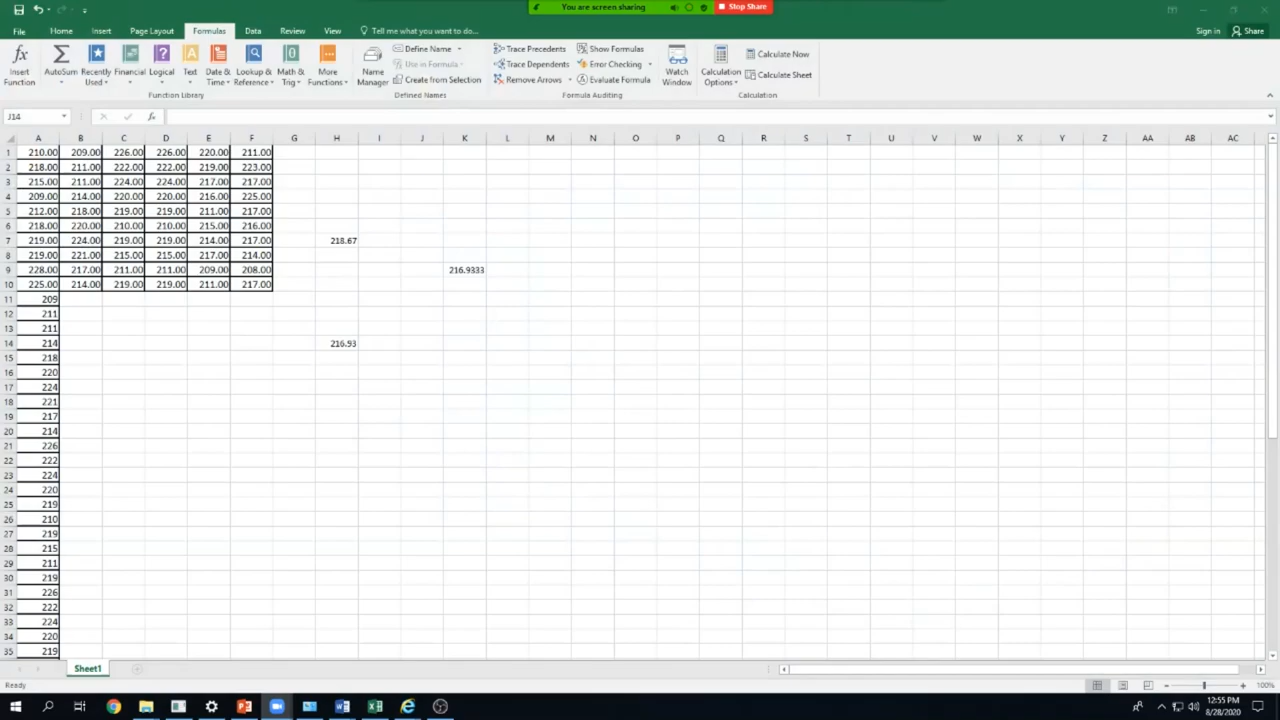 You are screen sharing Stop Share
File Home Insert Page Layout Formulas Data Review View Tell me what you want to do... Sign in Share
Insert Function AutoSum Recently Used Financial Logical Text Date & Time Lookup & Reference Math & Trig More Functions Name Manager Define Name Use in Formula Create from Selection Trace Precedents Trace Dependents Remove Arrows Show Formulas Error Checking Evaluate Formula Watch Window Calculation Options Calculate Now Calculate Sheet
Function Library Defined Names Formula Auditing Calculation
J14 fx
A B C D E F G H I J K L M N O P Q R S T U V W X Y Z AA AB AC
1 210.00 209.00 226.00 226.00 220.00 211.00
2 218.00 211.00 222.00 222.00 219.00 223.00
3 215.00 211.00 224.00 224.00 217.00 217.00
4 209.00 214.00 220.00 220.00 216.00 225.00
5 212.00 218.00 219.00 219.00 211.00 217.00
6 218.00 220.00 210.00 210.00 215.00 216.00
7 219.00 224.00 219.00 219.00 214.00 217.00 218.67
8 219.00 221.00 215.00 215.00 217.00 214.00
9 228.00 217.00 211.00 211.00 209.00 208.00 216.9333
10 225.00 214.00 219.00 219.00 211.00 217.00
11 209
12 211
13 211
14 214 216.93
15 218
16 220
17 224
18 221
19 217
20 214
21 226
22 222
23 224
24 220
25 219
26 210
27 219
28 215
29 211
30 219
31 226
32 222
33 224
34 220
35 219
Sheet1
Ready 100%
12:55 PM
8/28/2020